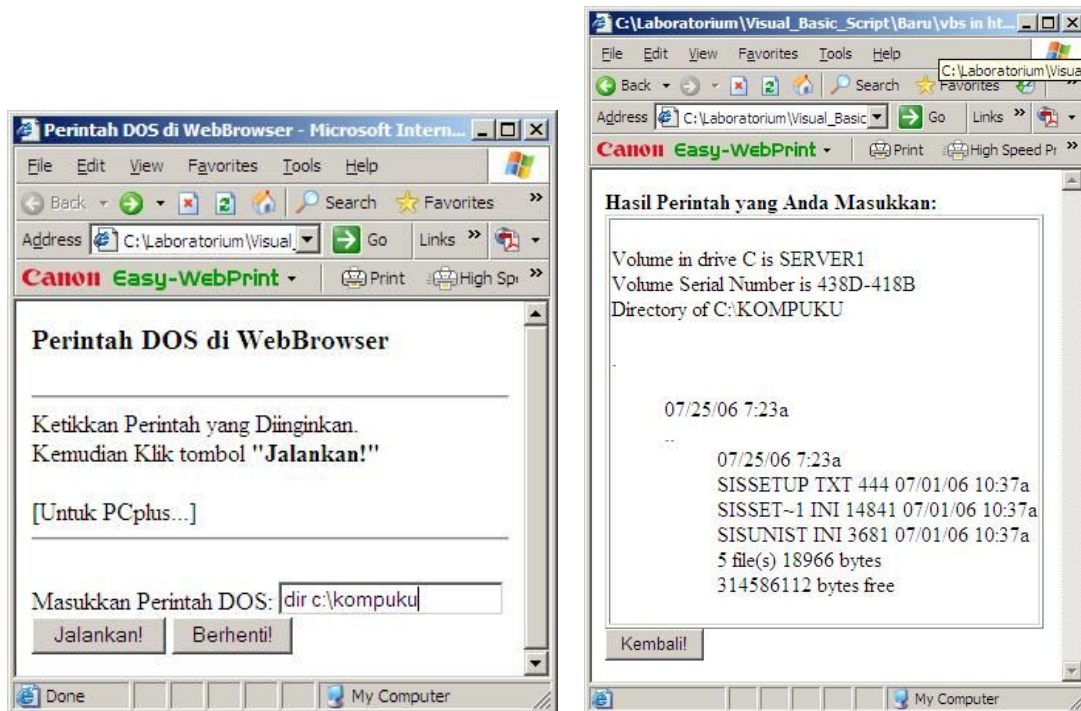 Perintah DOS di WebBrowser - Microsoft Intern...
File Edit View Favorites Tools Help
Back Search Favorites »
Address C:\Laboratorium\Visual_ Go Links »
Canon Easy-WebPrint Print High Spe »
Perintah DOS di WebBrowser
Ketikkan Perintah yang Diinginkan.
Kemudian Klik tombol "Jalankan!"
[Untuk PCplus...]
Masukkan Perintah DOS: dir c:\kompuku
Jalankan! Berhenti!
Done My Computer
C:\Laboratorium\Visual_Basic_Script\Baru\vbs in ht...
File Edit View Favorites Tools Help
C:\Laboratorium\Visua
Back Search Favorites »
Address C:\Laboratorium\Visual_Basic Go Links »
Canon Easy-WebPrint Print High Speed Pr »
Hasil Perintah yang Anda Masukkan:
Volume in drive C is SERVER1
Volume Serial Number is 438D-418B
Directory of C:\KOMPUKU
.
07/25/06 7:23a
..
07/25/06 7:23a
SISSETUP TXT 444 07/01/06 10:37a
SISSET~1 INI 14841 07/01/06 10:37a
SISUNIST INI 3681 07/01/06 10:37a
5 file(s) 18966 bytes
314586112 bytes free
Kembali!
My Computer